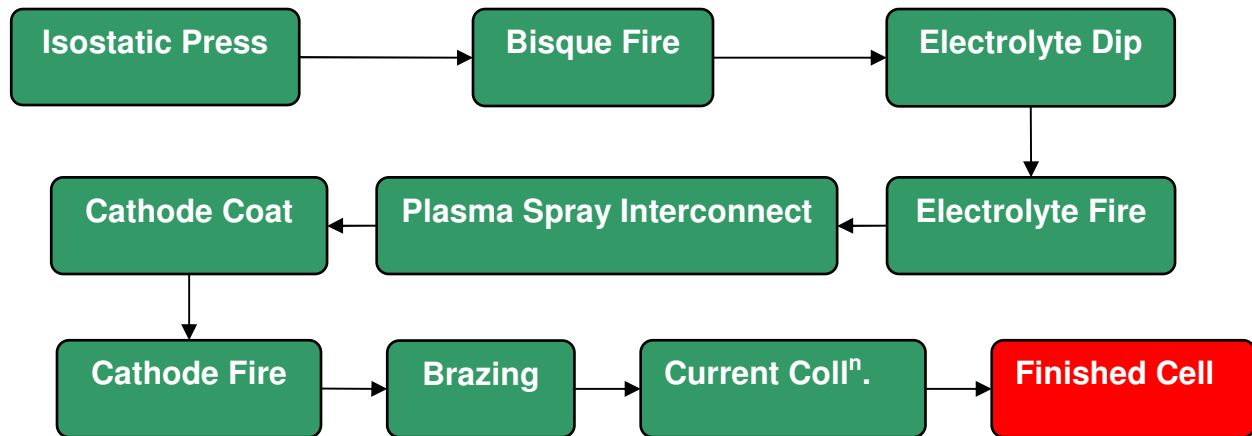 Isostatic Press
Bisque Fire
Electrolyte Dip
Electrolyte Fire
Plasma Spray Interconnect
Cathode Coat
Cathode Fire
Brazing
Current Collⁿ.
Finished Cell